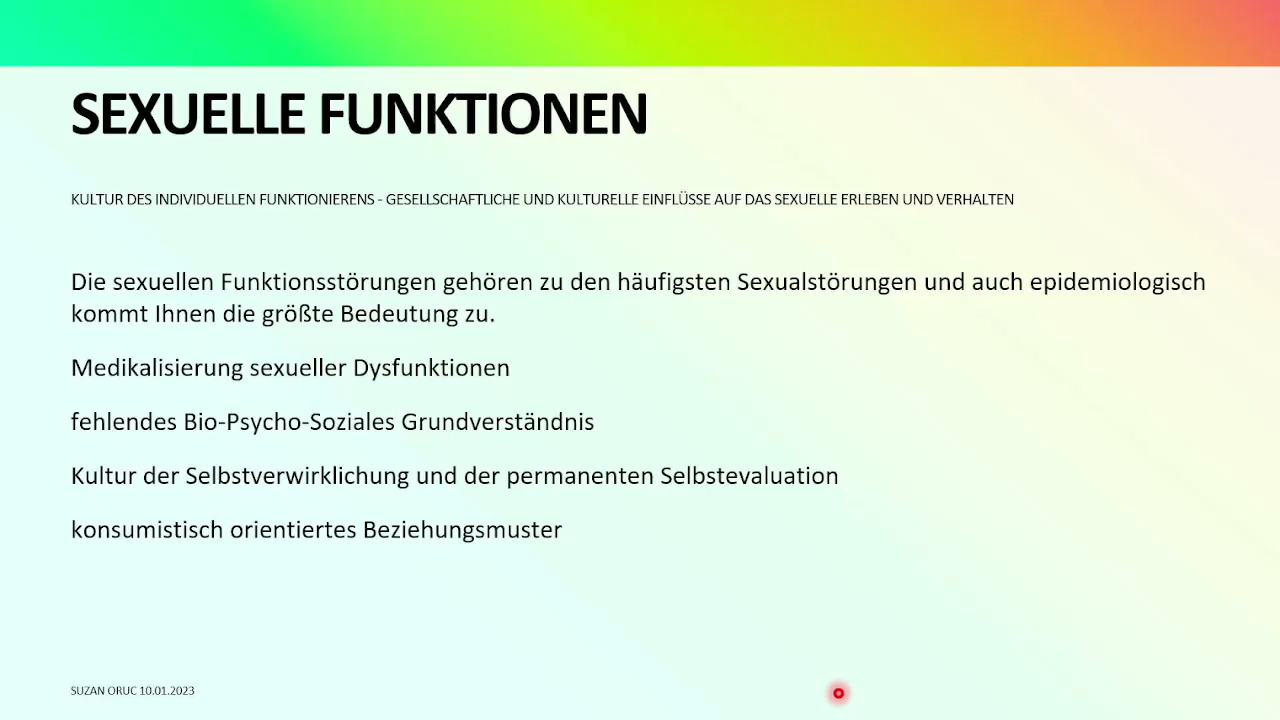 SEXUELLE FUNKTIONEN
KULTUR DES INDIVIDUELLEN FUNKTIONIERENS - GESELLSCHAFTLICHE UND KULTURELLE EINFLÜSSE AUF DAS SEXUELLE ERLEBEN UND VERHALTEN
Die sexuellen Funktionsstörungen gehören zu den häufigsten Sexualstörungen und auch epidemiologisch
kommt Ihnen die größte Bedeutung zu.
Medikalisierung sexueller Dysfunktionen
fehlendes Bio-Psycho-Soziales Grundverständnis
Kultur der Selbstverwirklichung und der permanenten Selbstevaluation
konsumistisch orientiertes Beziehungsmuster
SUZAN ORUC 10.01.2023